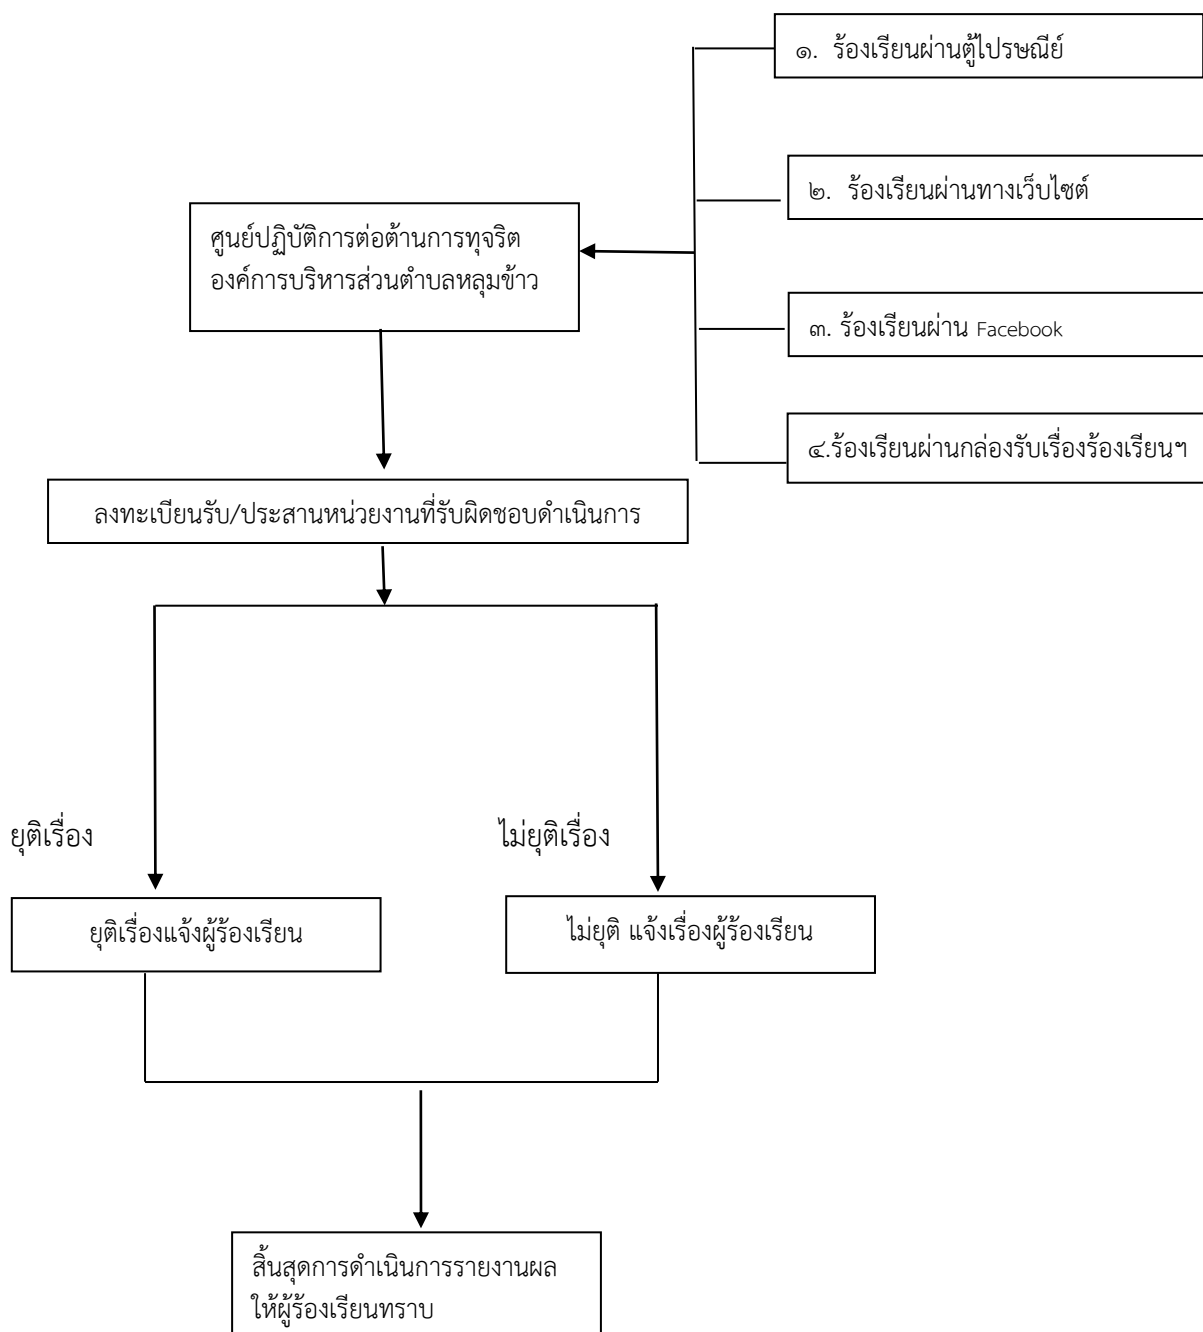 ๑. ร้องเรียนผ่านตู้ไปรษณีย์
๒. ร้องเรียนผ่านทางเว็บไซต์
ศูนย์ปฏิบัติการต่อต้านการทุจริต
องค์การบริหารส่วนตำบลหลุมข้าว
๓. ร้องเรียนผ่าน Facebook
๔.ร้องเรียนผ่านกล่องรับเรื่องร้องเรียนฯ
ลงทะเบียนรับ/ประสานหน่วยงานที่รับผิดชอบดำเนินการ
ยุติเรื่อง
ไม่ยุติเรื่อง
ยุติเรื่องแจ้งผู้ร้องเรียน
ไม่ยุติ แจ้งเรื่องผู้ร้องเรียน
สิ้นสุดการดำเนินการรายงานผล
ให้ผู้ร้องเรียนทราบ